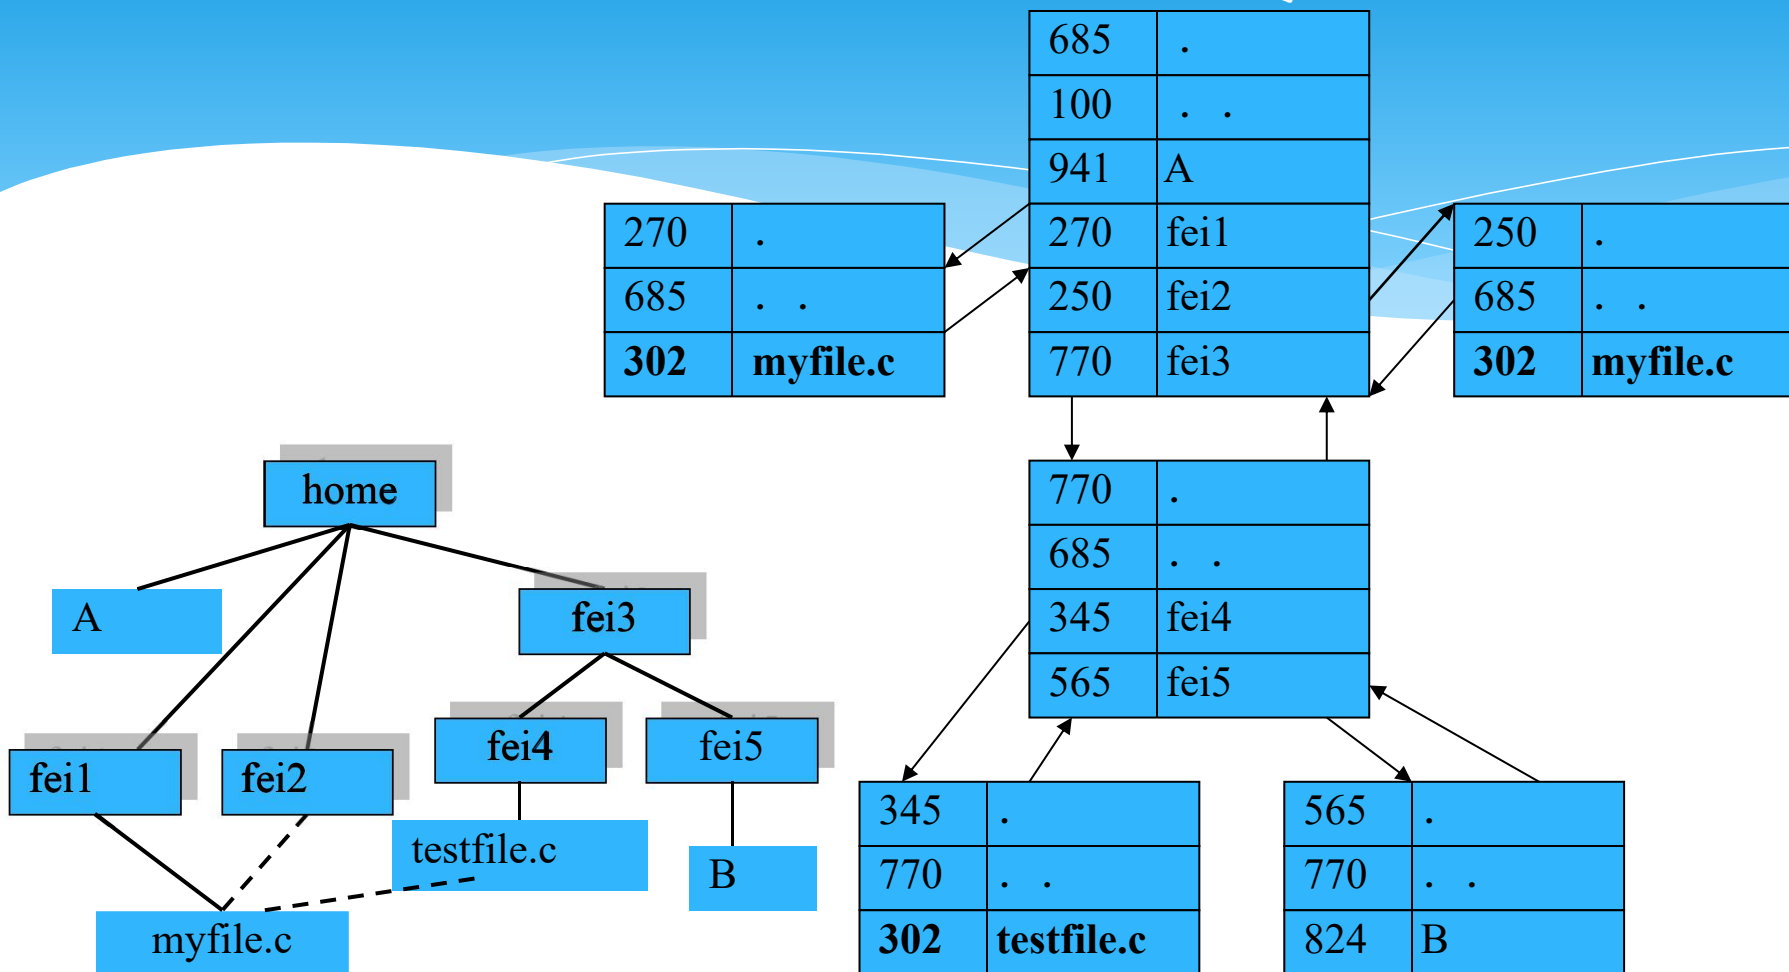 685 .
100 . .
941 A
270 fei1
250 fei2
770 fei3
270 .
685 . .
302 myfile.c
250 .
685 . .
302 myfile.c
770 .
685 . .
345 fei4
565 fei5
345 .
770 . .
302 testfile.c
565 .
770 . .
824 B
home
A
fei3
fei1
fei2
fei4
fei5
testfile.c
B
myfile.c